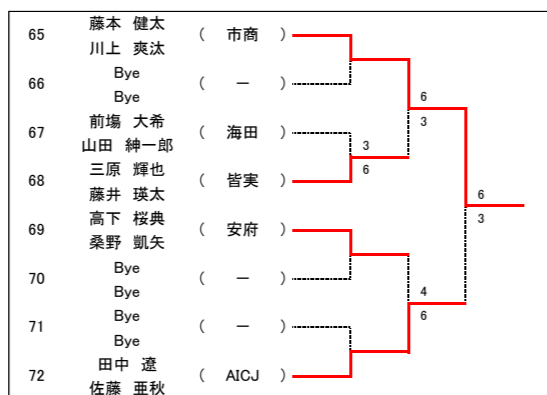 藤本 健太
65 ( 市商 )
川上 爽汰
Bye
66 ( ー )
Bye
6
3
前塲 大希
67 ( 海田 )
山田 紳一郎
3
6
三原 輝也
68 ( 皆実 )
藤井 瑛太
6
3
高下 桜典
69 ( 安府 )
桑野 凱矢
Bye
70 ( ー )
Bye
4
6
Bye
71 ( ー )
Bye
田中 遼
72 ( AICJ )
佐藤 亜秋